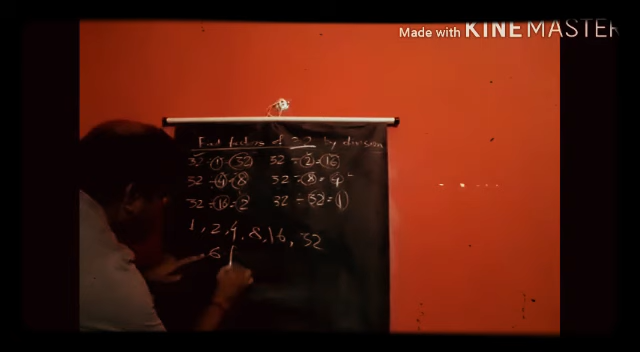 Made with KINEMASTER
Find factors of 32 by division
32 ÷ 1 = 32 32 ÷ 2 = 16
32 ÷ 4 = 8 32 ÷ 8 = 4
32 ÷ 16 = 2 32 ÷ 32 = 1
1, 2, 4, 8, 16, 32
6